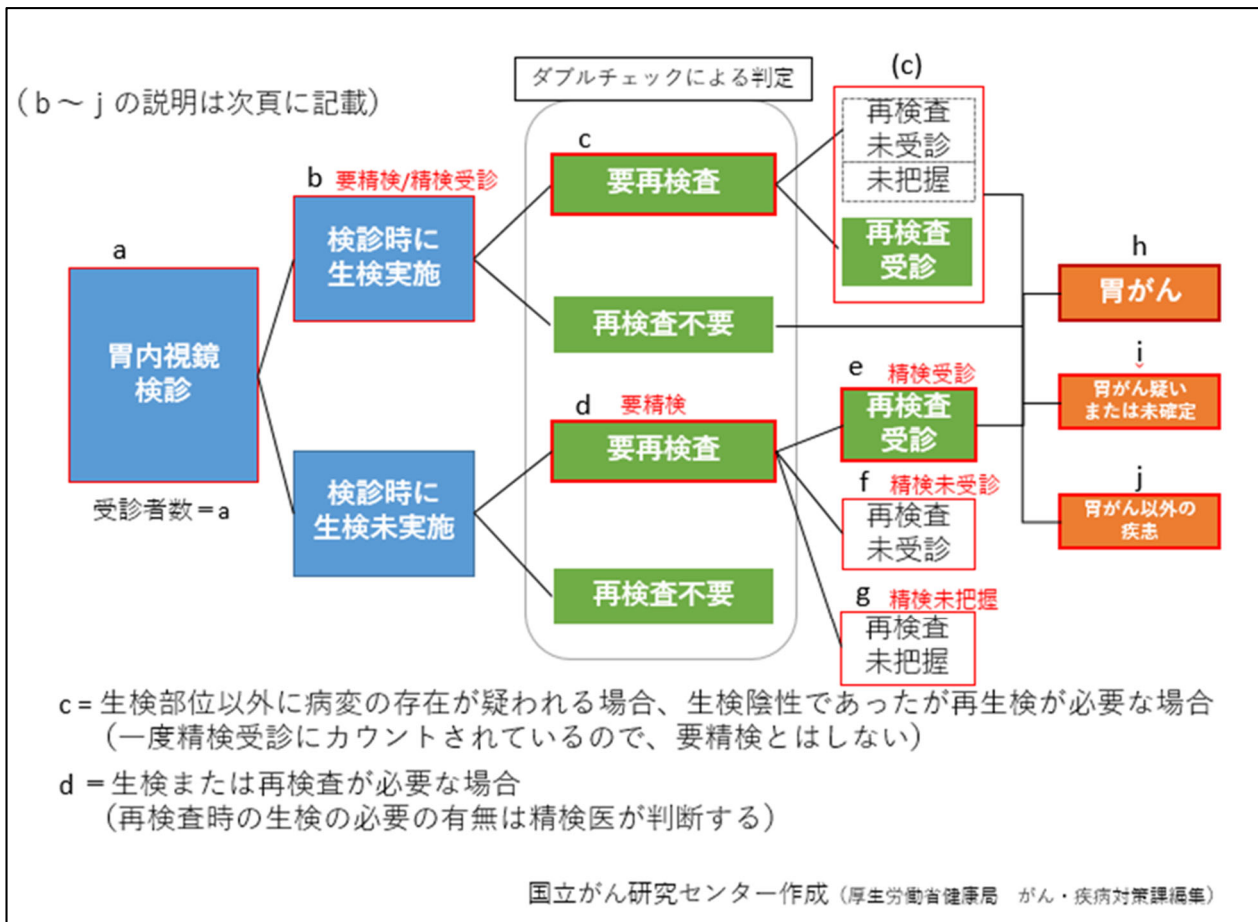 ダブルチェックによる判定
(c)
(b～jの説明は次頁に記載)
再検査
未受診
未把握
c
要再検査
b 要精検/精検受診
検診時に
生検実施
再検査
受診
a
h
胃がん
再検査不要
胃内視鏡
検診
e 精検受診
i
再検査
受診
胃がん疑い
または未確定
d 要精検
要再検査
検診時に
生検未実施
f 精検未受診
再検査
未受診
j
胃がん以外の
疾患
受診者数＝a
再検査不要
g 精検未把握
再検査
未把握
c＝生検部位以外に病変の存在が疑われる場合、生検陰性であったが再生検が必要な場合
（一度精検受診にカウントされているので、要精検とはしない）
d＝生検または再検査が必要な場合
（再検査時の生検の必要の有無は精検医が判断する）
国立がん研究センター作成（厚生労働省健康局　がん・疾病対策課編集）